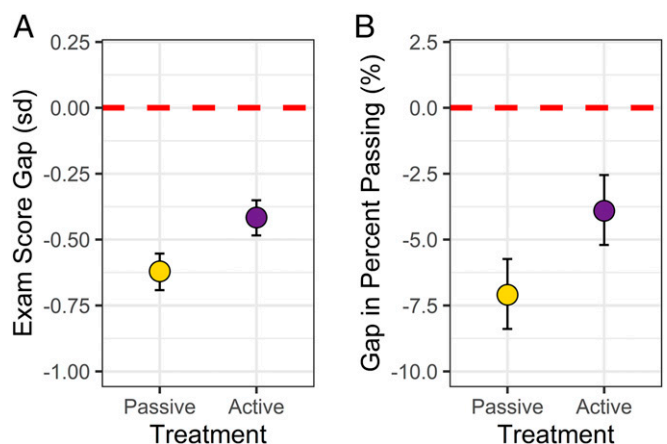 A
Exam Score Gap (sd)
0.25
0.00
-0.25
-0.50
-0.75
-1.00
Passive Active
Treatment
B
Gap in Percent Passing (%)
2.5
0.0
-2.5
-5.0
-7.5
-10.0
Passive Active
Treatment